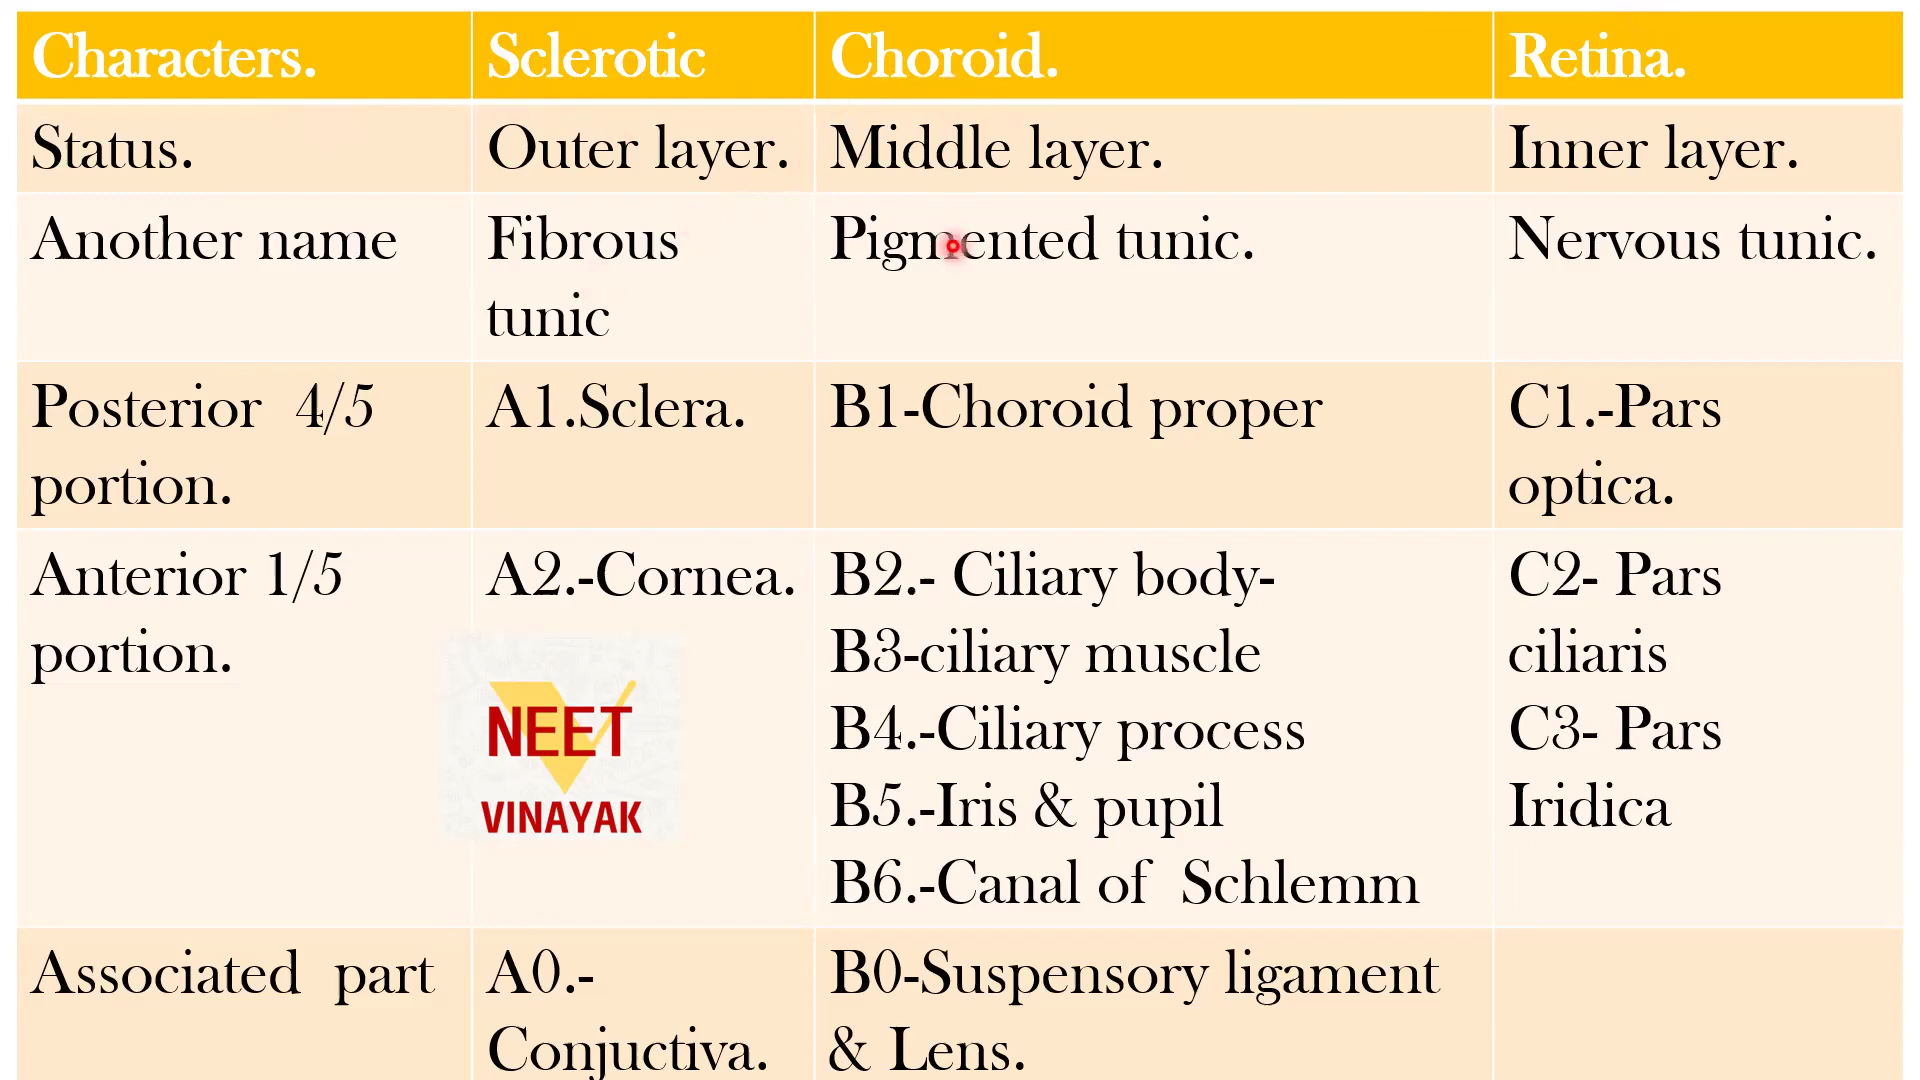 Characters.
Sclerotic
Choroid.
Retina.
Status.
Outer layer.
Middle layer.
Inner layer.
Another name
Fibrous
tunic
Pigmented tunic.
Nervous tunic.
Posterior 4/5
portion.
A1.Sclera.
B1-Choroid proper
C1.-Pars
optica.
Anterior 1/5
portion.
A2.-Cornea.
B2.- Ciliary body-
B3-ciliary muscle
B4.-Ciliary process
B5.-Iris & pupil
B6.-Canal of Schlemm
C2- Pars
ciliaris
C3- Pars
Iridica
NEET
VINAYAK
Associated part
A0.-
Conjuctiva.
B0-Suspensory ligament
& Lens.